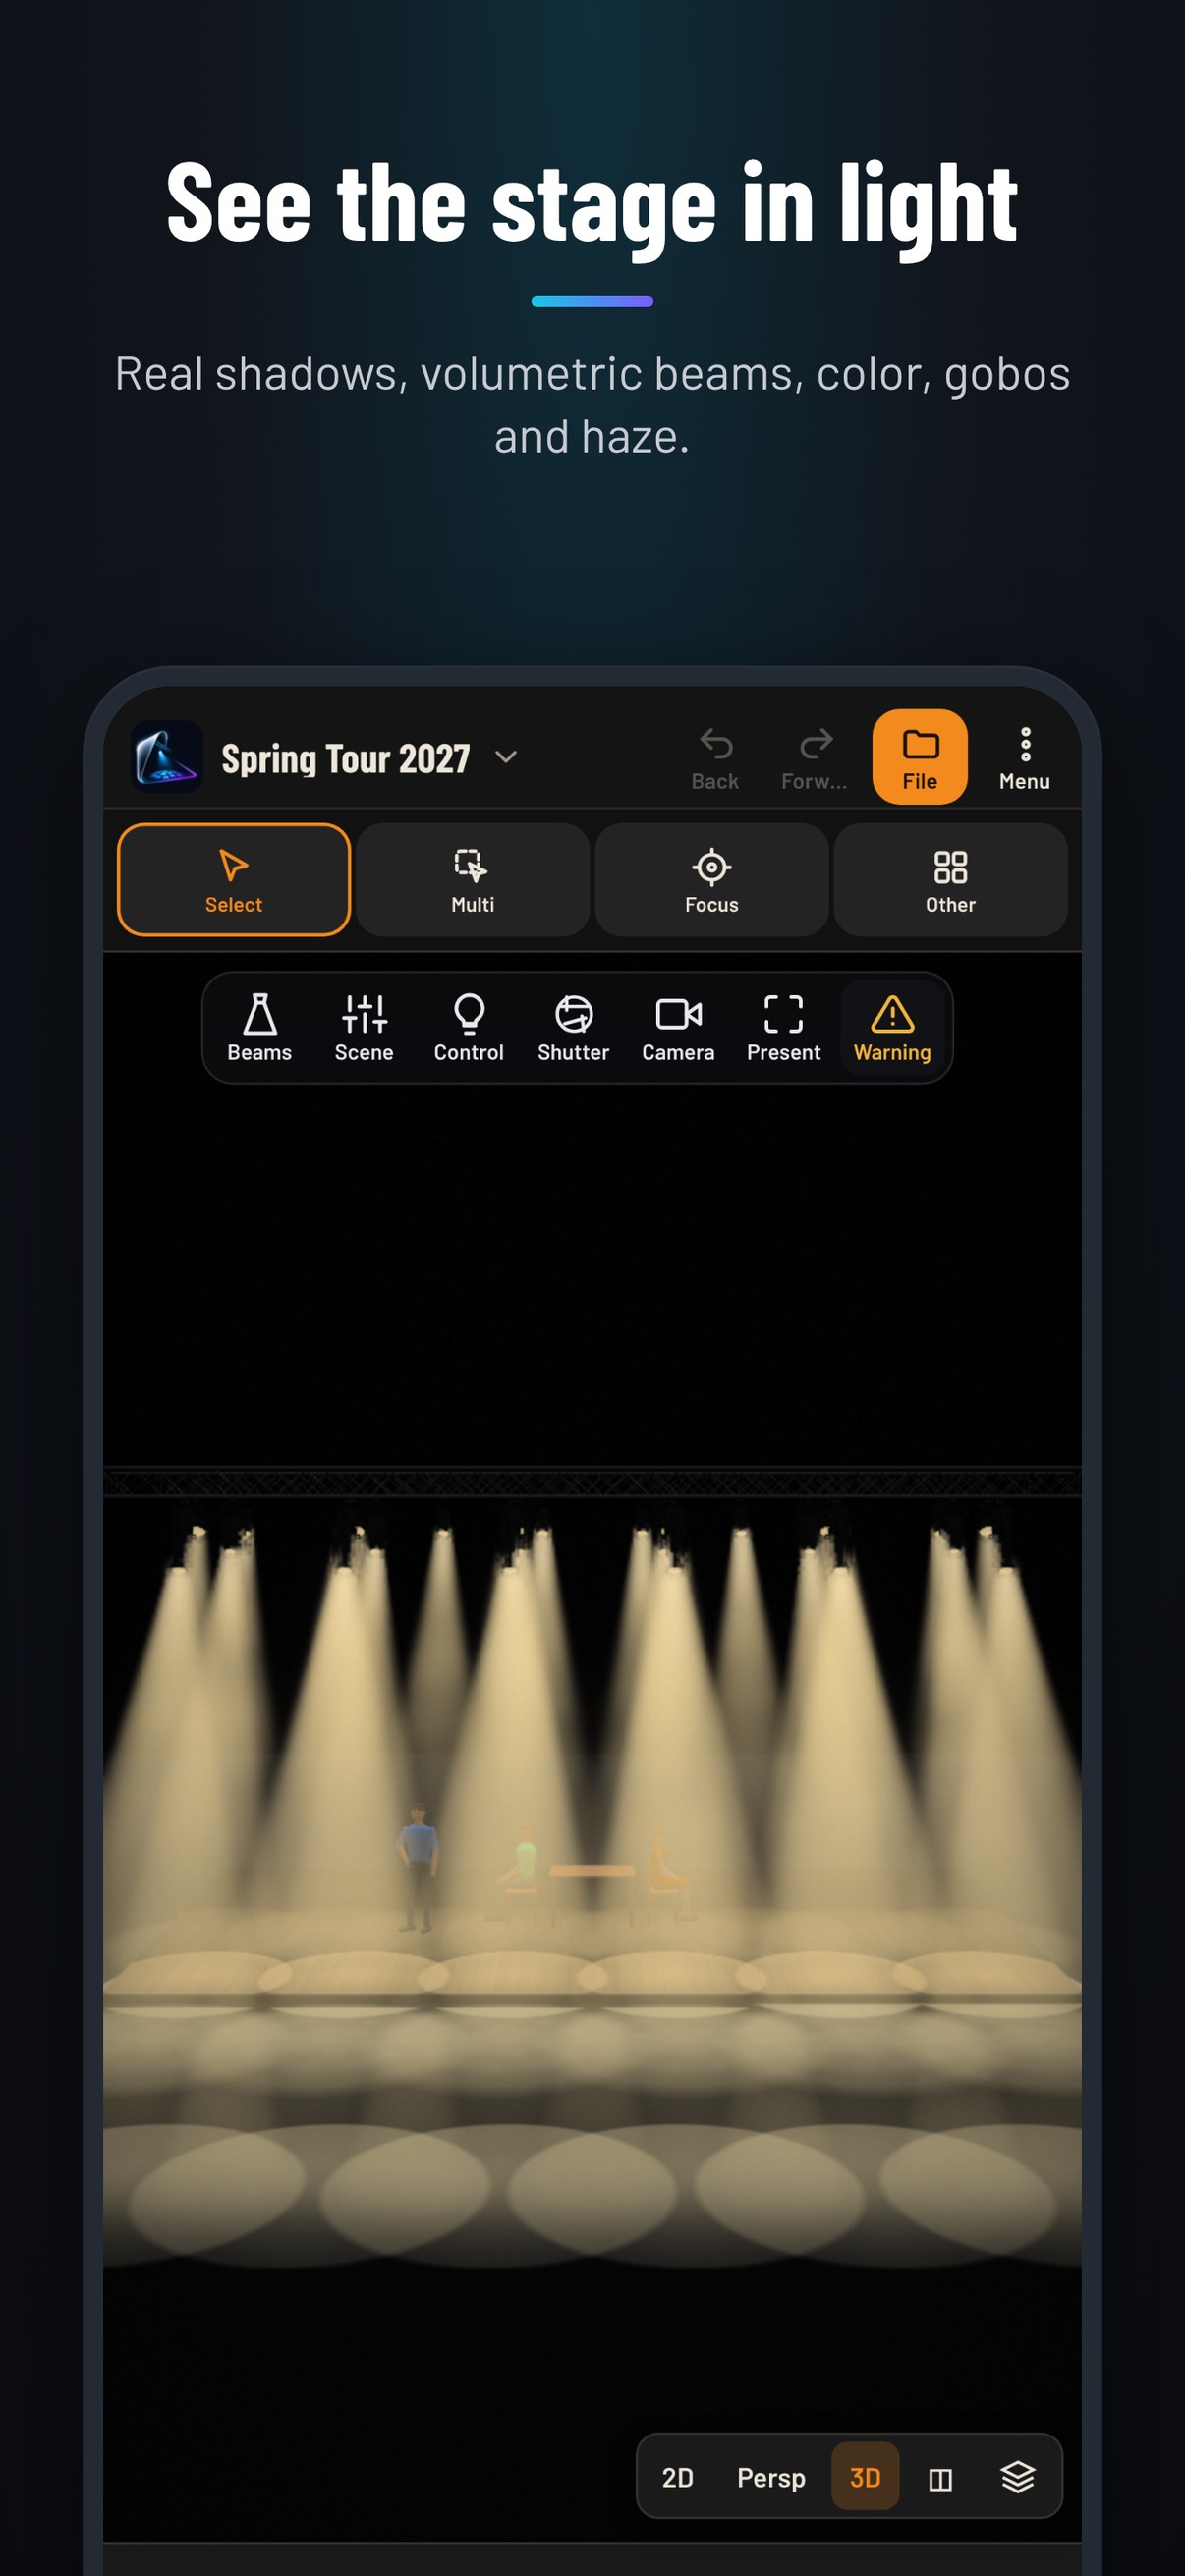 See the stage in light
Real shadows, volumetric beams, color, gobos
and haze.
Spring Tour 2027
Back
Forw...
File
Menu
Select
Multi
Focus
Other
Beams
Scene
Control
Shutter
Camera
Present
Warning
2D
Persp
3D